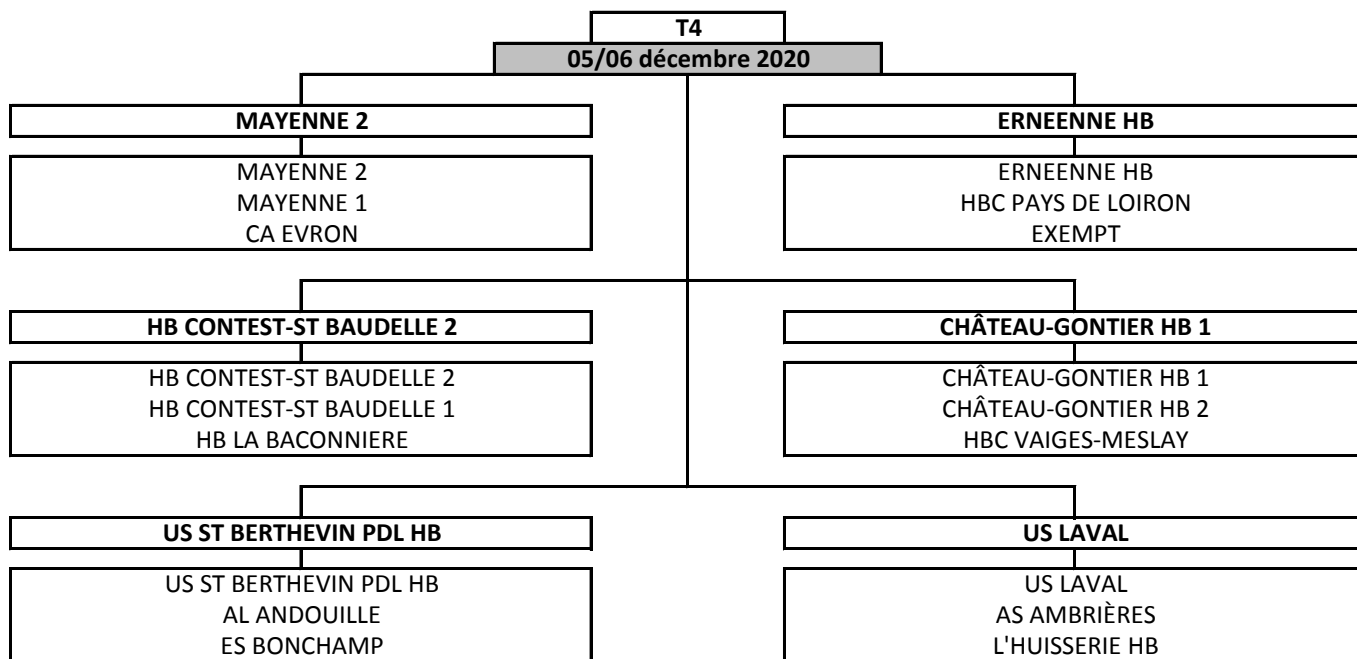 T4
05/06 décembre 2020
MAYENNE 2
MAYENNE 2
MAYENNE 1
CA EVRON
ERNEENNE HB
ERNEENNE HB
HBC PAYS DE LOIRON
EXEMPT
HB CONTEST-ST BAUDELLE 2
HB CONTEST-ST BAUDELLE 2
HB CONTEST-ST BAUDELLE 1
HB LA BACONNIERE
CHÂTEAU-GONTIER HB 1
CHÂTEAU-GONTIER HB 1
CHÂTEAU-GONTIER HB 2
HBC VAIGES-MESLAY
US ST BERTHEVIN PDL HB
US ST BERTHEVIN PDL HB
AL ANDOUILLE
ES BONCHAMP
US LAVAL
US LAVAL
AS AMBRIÈRES
L'HUISSERIE HB